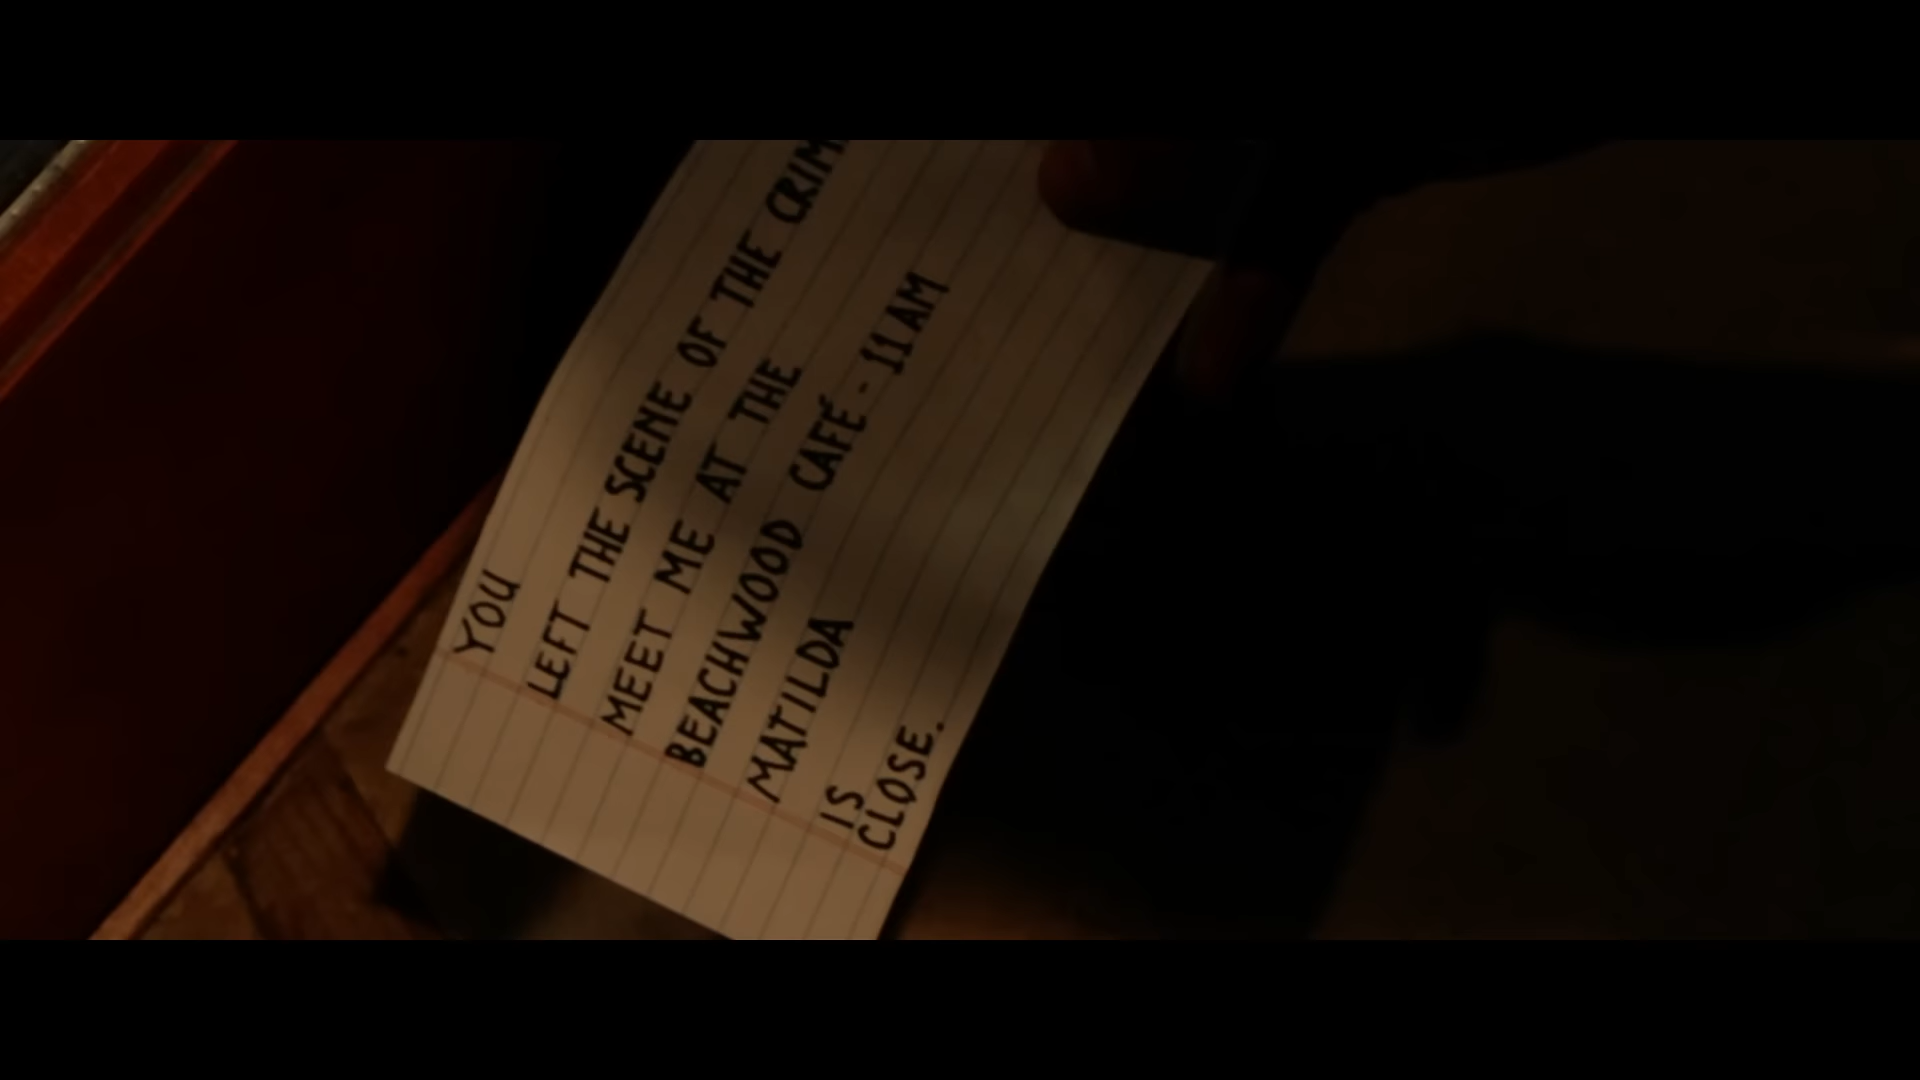 YOU
LEFT THE SCENE OF THE CRIM
MEET ME AT THE
BEACHWOOD CAFÉ - 11 AM
MATILDA
IS
CLOSE.